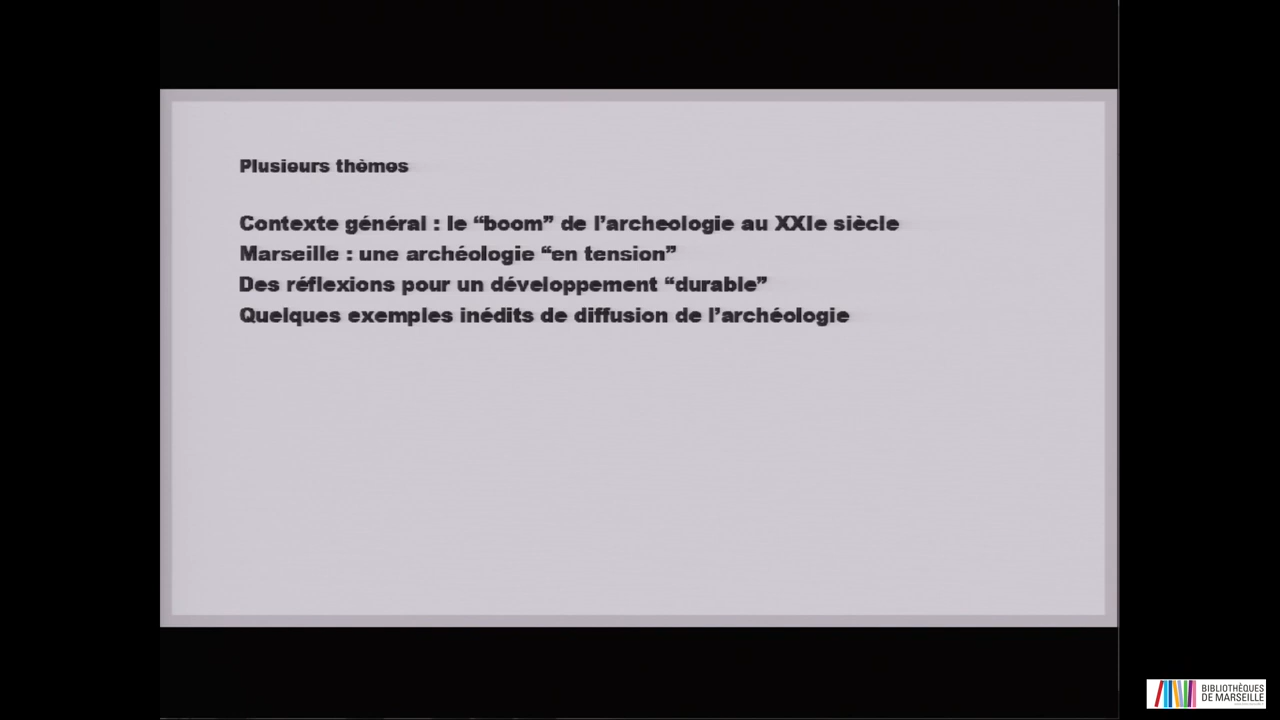 Plusieurs thèmes
Contexte général : le “boom” de l’archeologie au XXIe siècle
Marseille : une archéologie “en tension”
Des réflexions pour un développement “durable”
Quelques exemples inédits de diffusion de l’archéologie
BIBLIOTHÈQUES
DE MARSEILLE